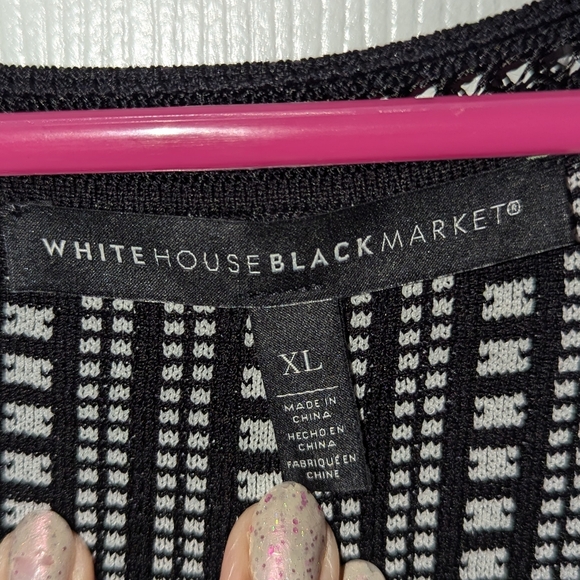 WHITEHOUSEBLACKMARKET®
XL
MADE IN
CHINA
HECHO EN
CHINA
FABRIQUÉ EN
CHINE